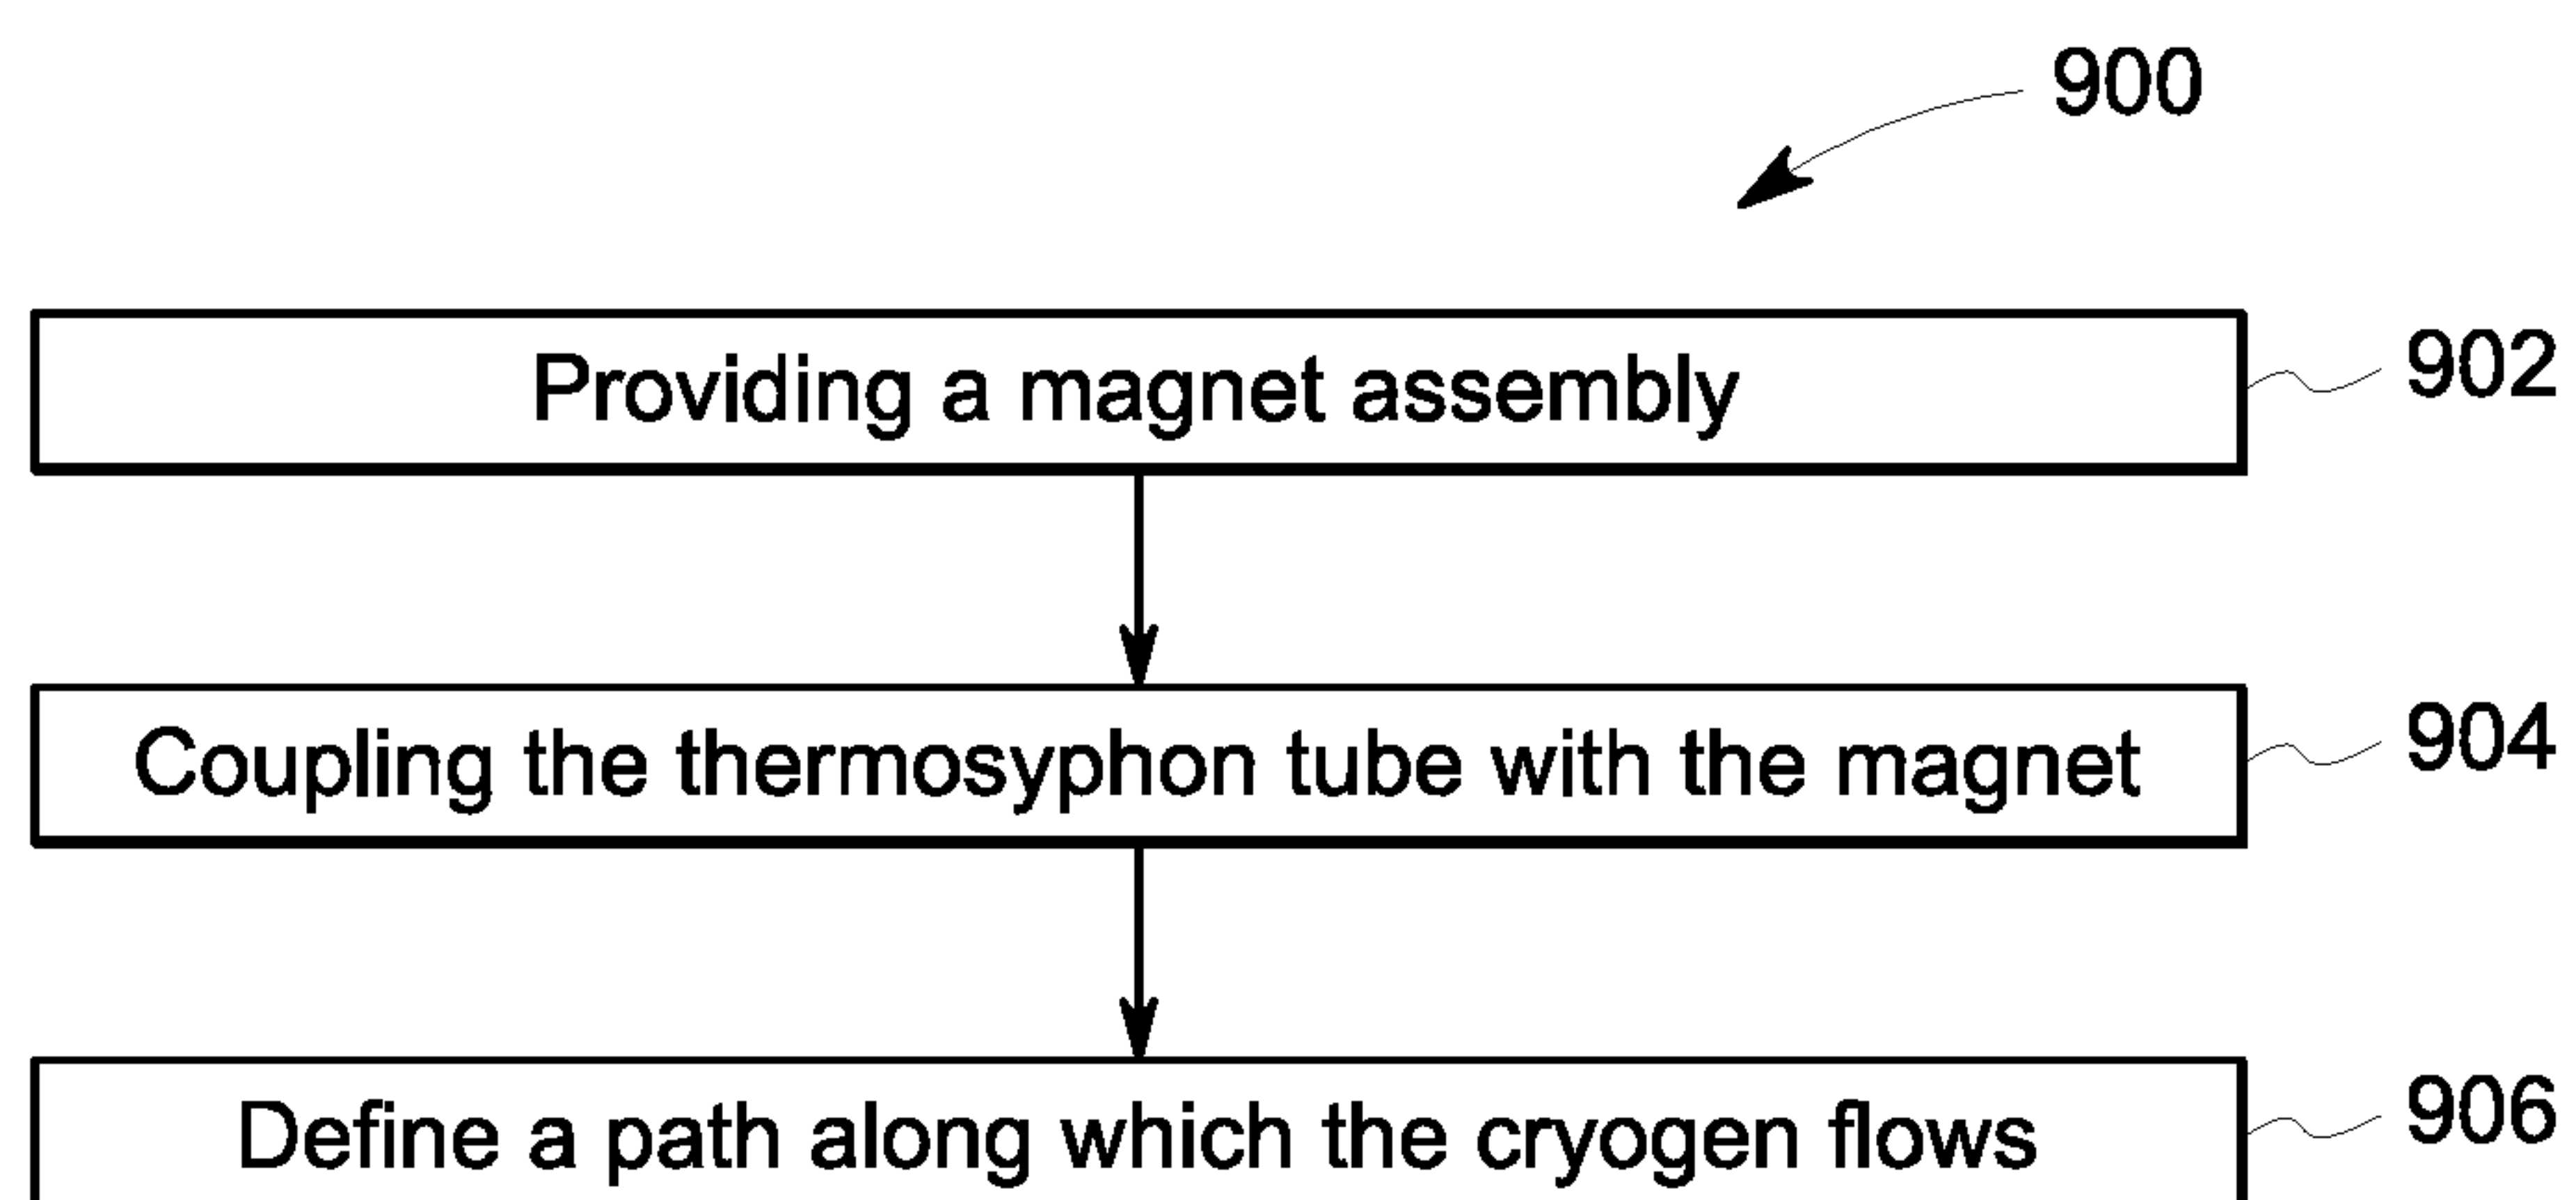 900
Providing a magnet assembly
902
Coupling the thermosyphon tube with the magnet
904
Define a path along which the cryogen flows
906